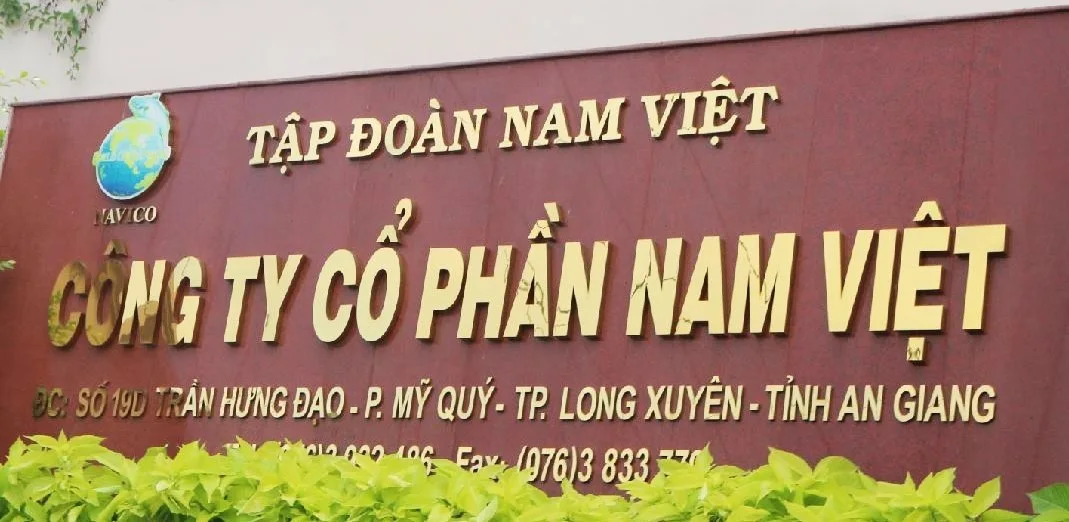 TẬP ĐOÀN NAM VIỆT
NAVICO
CÔNG TY CỔ PHẦN NAM VIỆT
ĐC: SỐ 19D TRẦN HƯNG ĐẠO - P. MỸ QUÝ - TP. LONG XUYÊN - TỈNH AN GIANG
Fax: (076)3 833